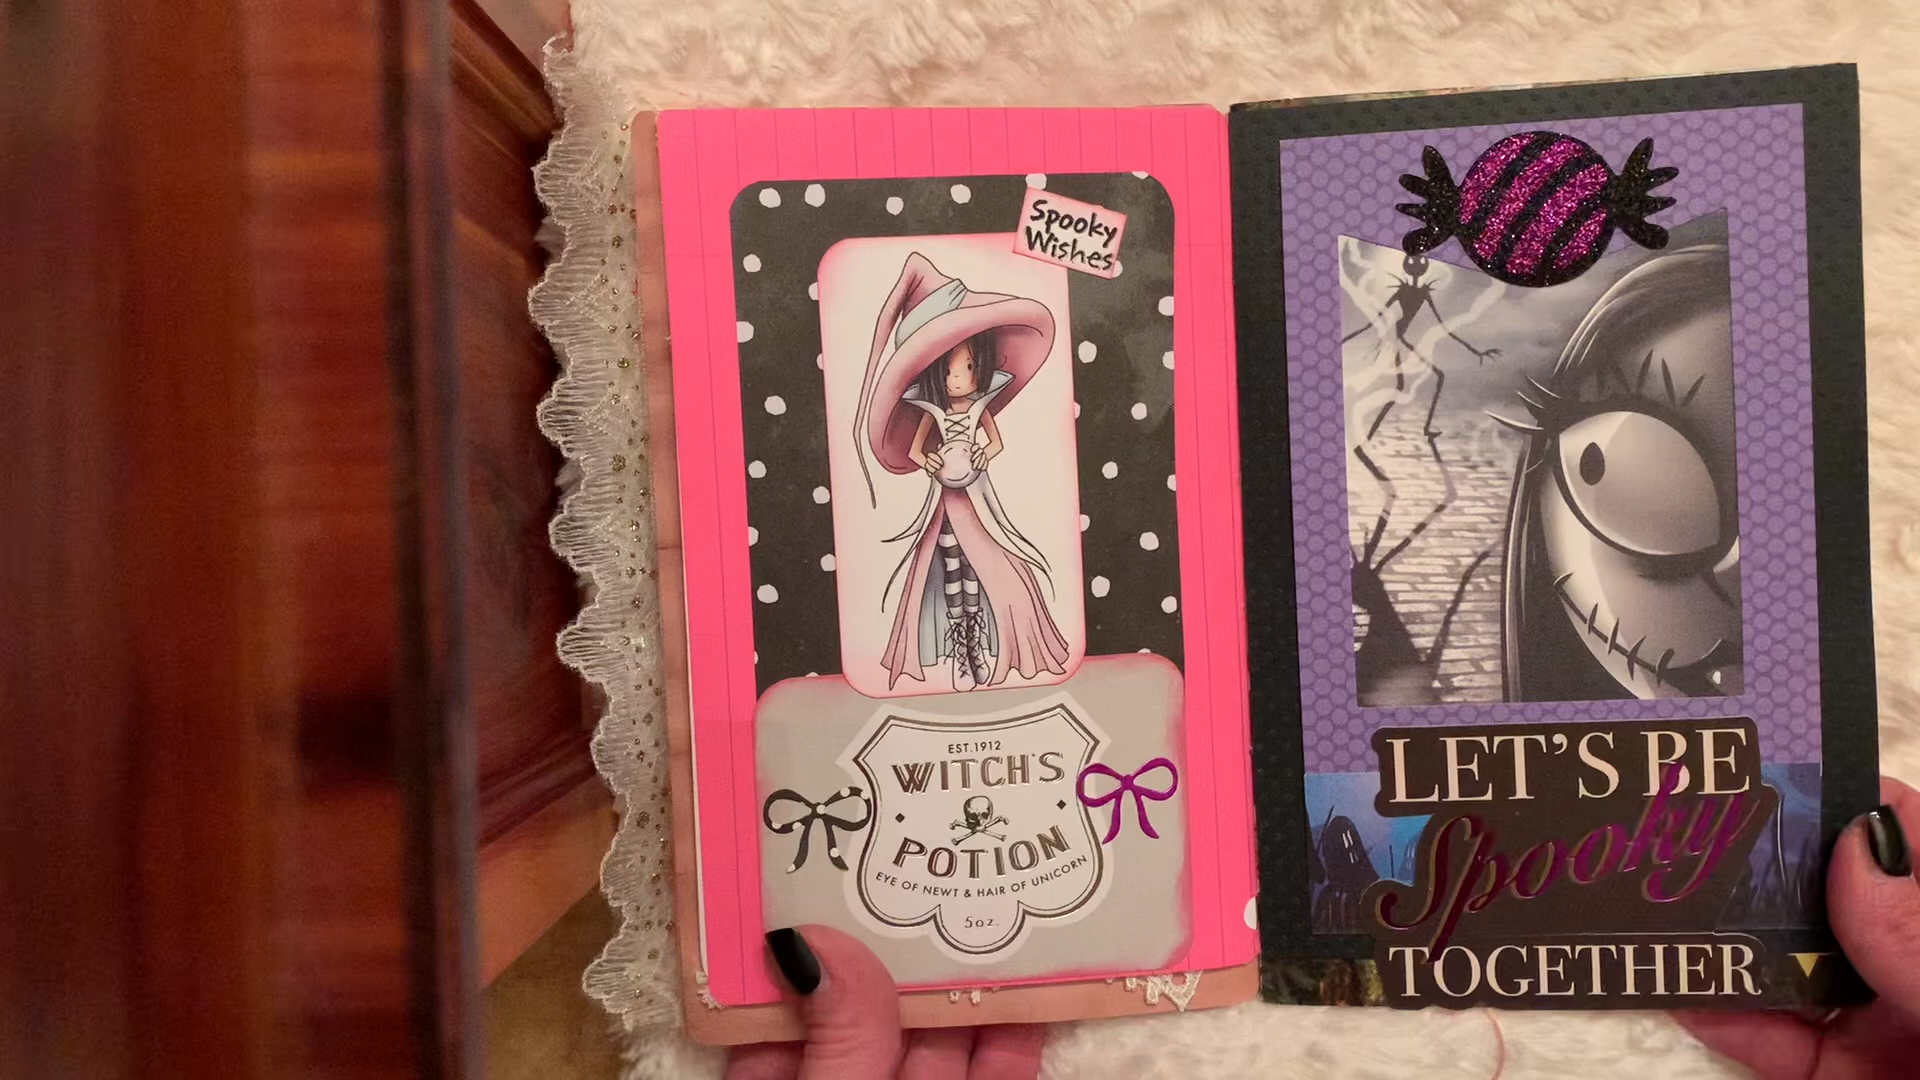 Spooky
Wishes
EST.1912
WITCH'S
POTION
EYE OF NEWT & HAIR OF UNICORN
5oz.
LET'S BE
Spooky
TOGETHER